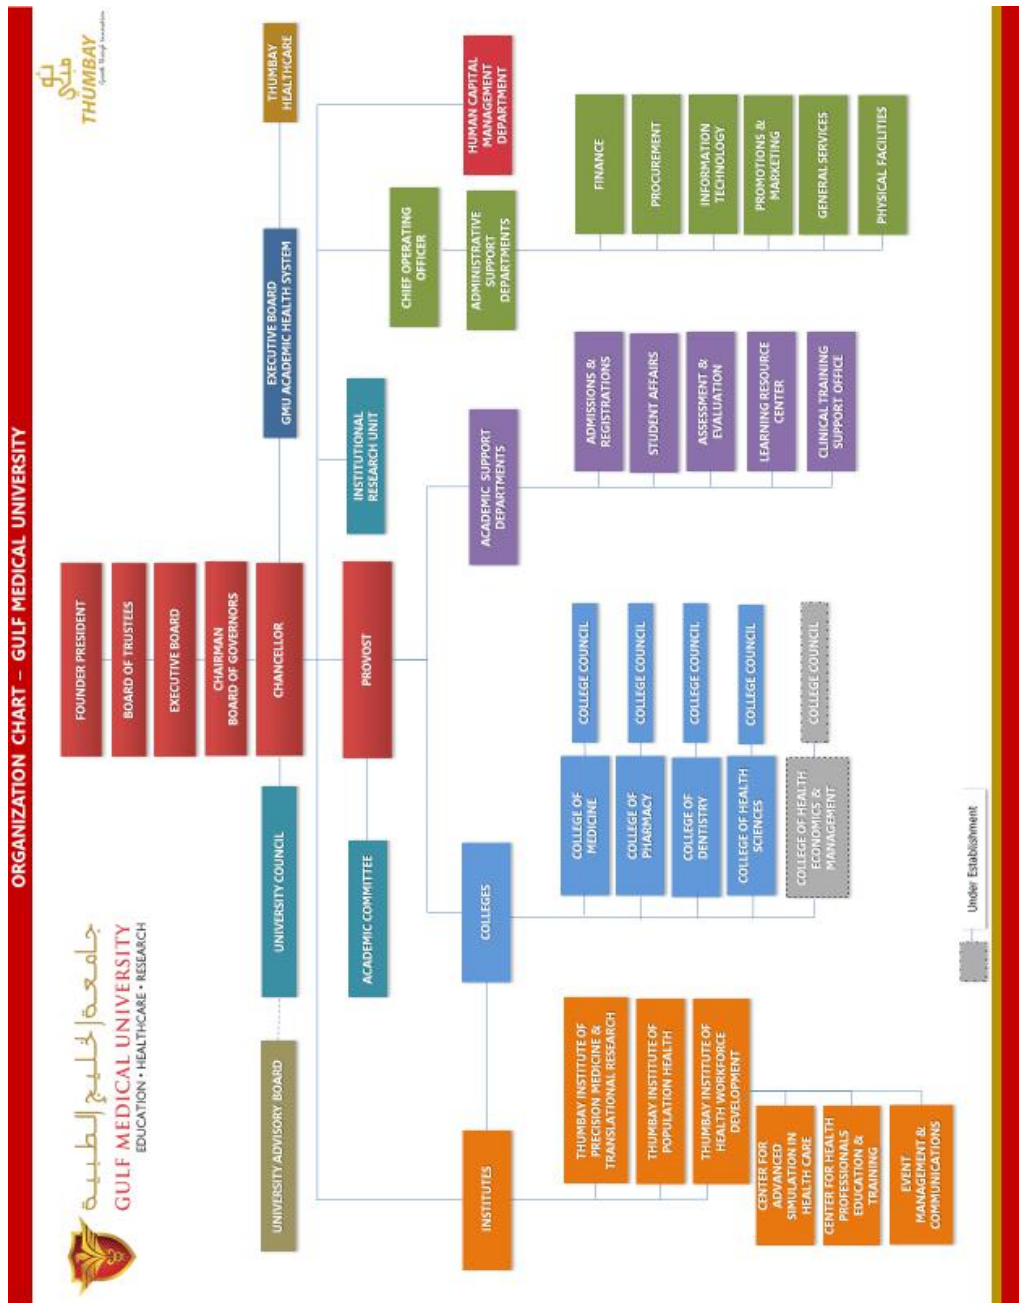 ORGANIZATION CHART – GULF MEDICAL UNIVERSITY
جامعة الخليج الطبية
GULF MEDICAL UNIVERSITY
EDUCATION • HEALTHCARE • RESEARCH
THUMBAY
FOUNDER PRESIDENT
BOARD OF TRUSTEES
EXECUTIVE BOARD
CHAIRMAN
BOARD OF GOVERNORS
UNIVERSITY ADVISORY BOARD
UNIVERSITY COUNCIL
CHANCELLOR
EXECUTIVE BOARD
GMU ACADEMIC HEALTH SYSTEM
THUMBAY
HEALTHCARE
ACADEMIC COMMITTEE
PROVOST
INSTITUTIONAL
RESEARCH UNIT
CHIEF OPERATING
OFFICER
INSTITUTES
COLLEGES
ACADEMIC SUPPORT
DEPARTMENTS
ADMINISTRATIVE
SUPPORT
DEPARTMENTS
HUMAN CAPITAL
MANAGEMENT
DEPARTMENT
THUMBAY INSTITUTE OF
PRECISION MEDICINE &
TRANSLATIONAL RESEARCH
THUMBAY INSTITUTE OF
POPULATION HEALTH
THUMBAY INSTITUTE OF
HEALTH WORKFORCE
DEVELOPMENT
CENTER FOR
ADVANCED
SIMULATION IN
HEALTH CARE
CENTER FOR HEALTH
PROFESSIONALS
EDUCATION &
TRAINING
EVENT
MANAGEMENT &
COMMUNICATIONS
COLLEGE OF
MEDICINE
COLLEGE COUNCIL
COLLEGE OF
PHARMACY
COLLEGE COUNCIL
COLLEGE OF
DENTISTRY
COLLEGE COUNCIL
COLLEGE OF HEALTH
SCIENCES
COLLEGE COUNCIL
COLLEGE OF HEALTH
ECONOMICS &
MANAGEMENT
COLLEGE COUNCIL
ADMISSIONS &
REGISTRATIONS
STUDENT AFFAIRS
ASSESSMENT &
EVALUATION
LEARNING RESOURCE
CENTER
CLINICAL TRAINING
SUPPORT OFFICE
FINANCE
PROCUREMENT
INFORMATION
TECHNOLOGY
PROMOTIONS &
MARKETING
GENERAL SERVICES
PHYSICAL FACILITIES
Under Establishment